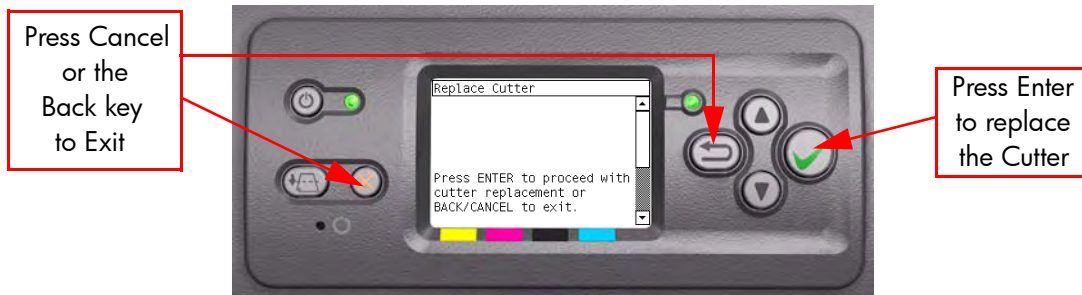 Press Cancel
or the
Back key
to Exit
Replace Cutter
Press ENTER to proceed with
cutter replacement or
BACK/CANCEL to exit.
Press Enter
to replace
the Cutter